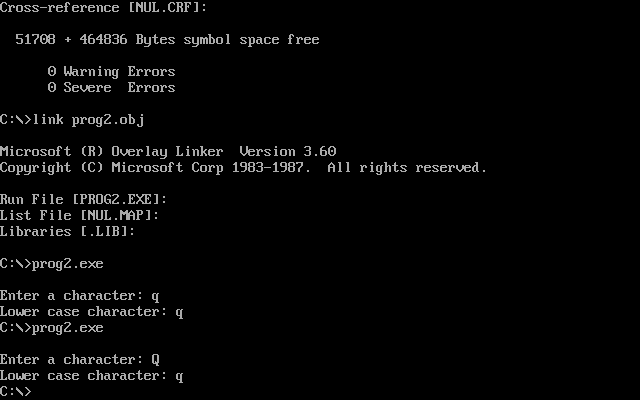 Cross-reference [NUL.CRF]:
51708 + 464836 Bytes symbol space free
0 Warning Errors
0 Severe  Errors
C:\>link prog2.obj
Microsoft (R) Overlay Linker  Version 3.60
Copyright (C) Microsoft Corp 1983-1987.  All rights reserved.
Run File [PROG2.EXE]:
List File [NUL.MAP]:
Libraries [.LIB]:
C:\>prog2.exe
Enter a character: q
Lower case character: q
C:\>prog2.exe
Enter a character: Q
Lower case character: q
C:\>